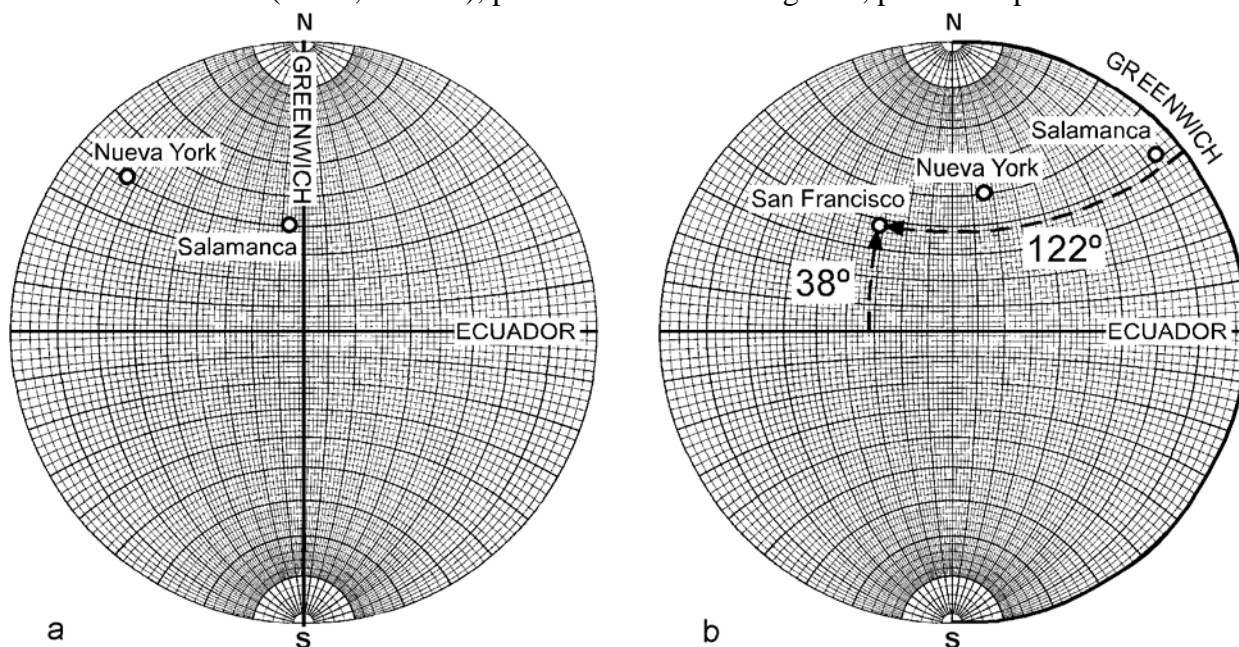 N
GREENWICH
Nueva York
Salamanca
ECUADOR
a
S
N
GREENWICH
Salamanca
Nueva York
San Francisco
122º
38º
ECUADOR
b
S